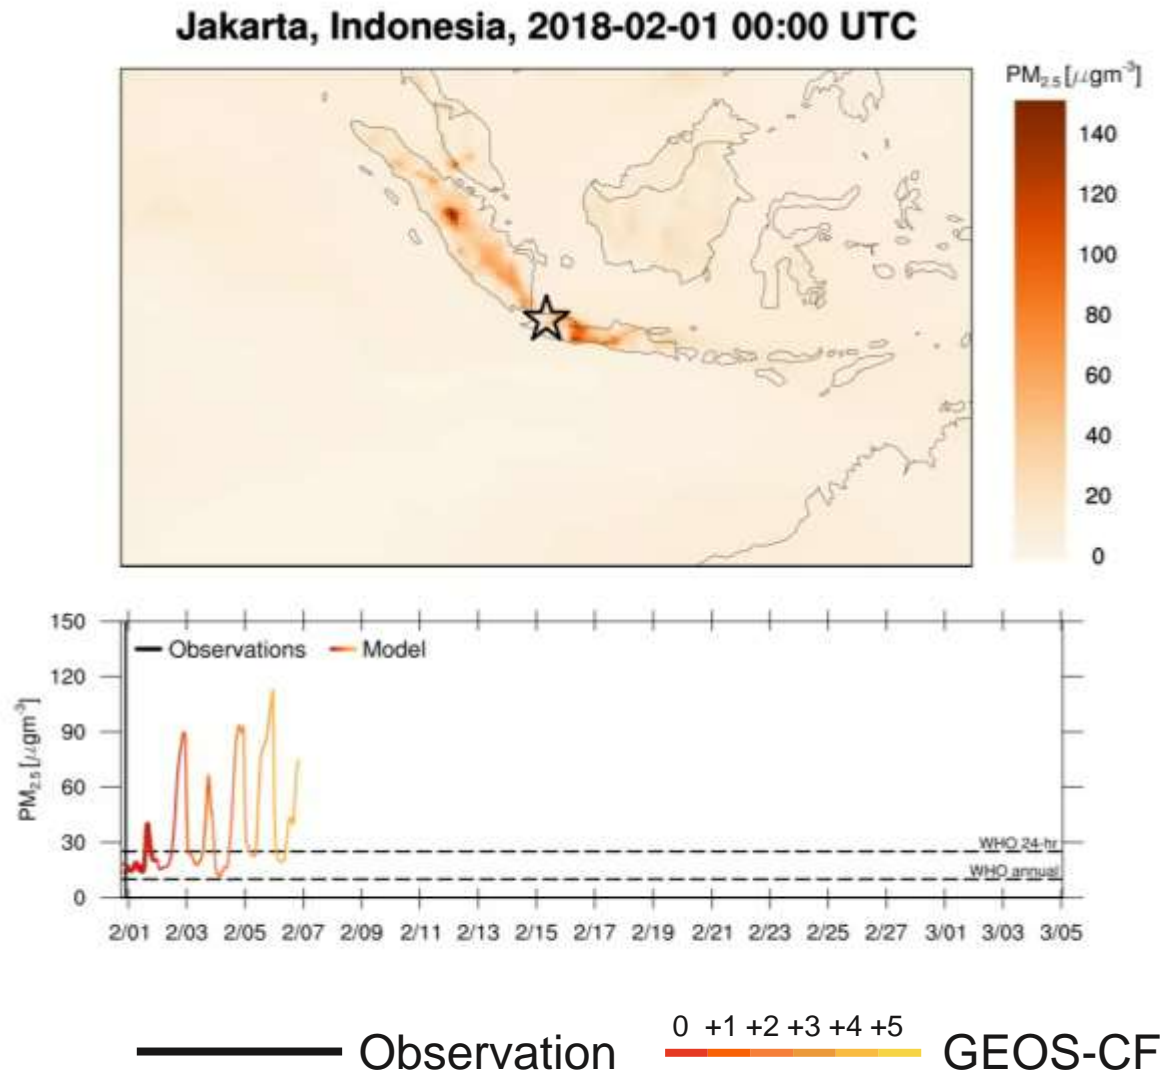 Jakarta, Indonesia, 2018-02-01 00:00 UTC
PM2.5 [μgm-3]
140
120
100
80
60
40
20
0
150
120
90
60
30
0
PM2.5 [μgm-3]
Observations Model
WHO 24-hr
WHO annual
2/01 2/03 2/05 2/07 2/09 2/11 2/13 2/15 2/17 2/19 2/21 2/23 2/25 2/27 3/01 3/03 3/05
0 +1 +2 +3 +4 +5
Observation GEOS-CF